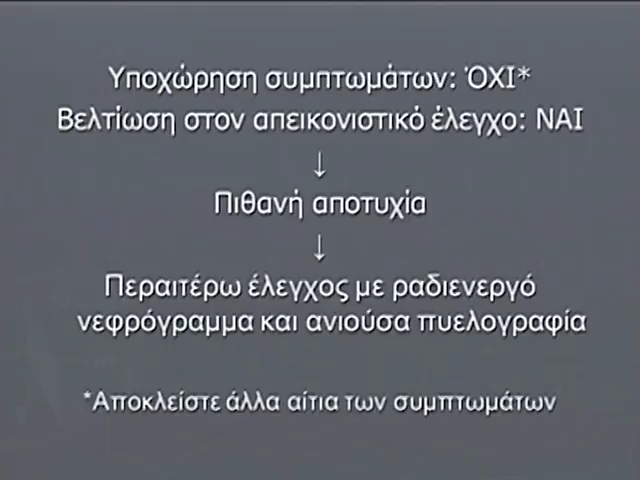 Υποχώρηση συμπτωμάτων: ΌΧΙ*
Βελτίωση στον απεικονιστικό έλεγχο: ΝΑΙ
↓
Πιθανή αποτυχία
↓
Περαιτέρω έλεγχος με ραδιενεργό
νεφρόγραμμα και ανιούσα πυελογραφία
*Αποκλείστε άλλα αίτια των συμπτωμάτων